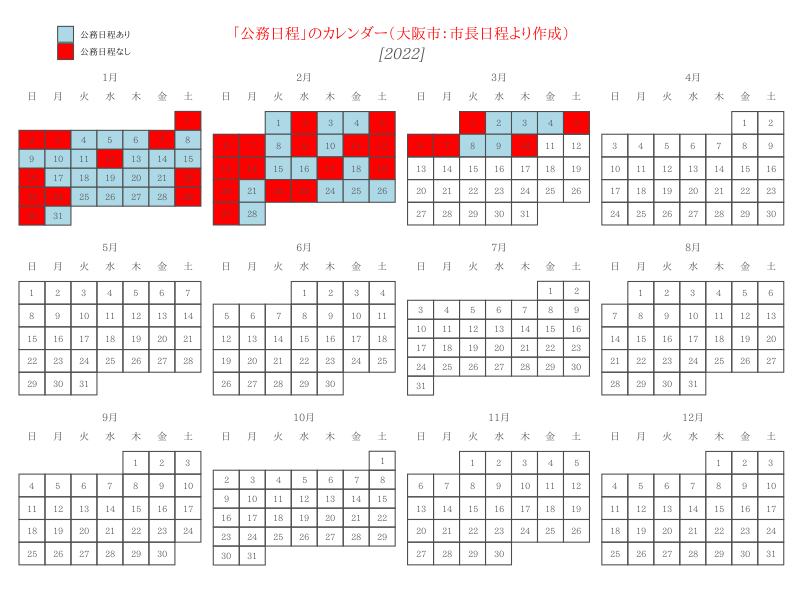 公務日程あり
公務日程なし
「公務日程」のカレンダー（大阪市：市長日程より作成）
[2022]
1月
日 月 火 水 木 金 土
1
2 3 4 5 6 7 8
9 10 11 12 13 14 15
16 17 18 19 20 21 22
23 24 25 26 27 28 29
30 31
2月
日 月 火 水 木 金 土
1 2 3 4 5
6 7 8 9 10 11 12
13 14 15 16 17 18 19
20 21 22 23 24 25 26
27 28
3月
日 月 火 水 木 金 土
1 2 3 4 5
6 7 8 9 10 11 12
13 14 15 16 17 18 19
20 21 22 23 24 25 26
27 28 29 30 31
4月
日 月 火 水 木 金 土
1 2
3 4 5 6 7 8 9
10 11 12 13 14 15 16
17 18 19 20 21 22 23
24 25 26 27 28 29 30
5月
日 月 火 水 木 金 土
1 2 3 4 5 6 7
8 9 10 11 12 13 14
15 16 17 18 19 20 21
22 23 24 25 26 27 28
29 30 31
6月
日 月 火 水 木 金 土
1 2 3 4
5 6 7 8 9 10 11
12 13 14 15 16 17 18
19 20 21 22 23 24 25
26 27 28 29 30
7月
日 月 火 水 木 金 土
1 2
3 4 5 6 7 8 9
10 11 12 13 14 15 16
17 18 19 20 21 22 23
24 25 26 27 28 29 30
31
8月
日 月 火 水 木 金 土
1 2 3 4 5 6
7 8 9 10 11 12 13
14 15 16 17 18 19 20
21 22 23 24 25 26 27
28 29 30 31
9月
日 月 火 水 木 金 土
1 2 3
4 5 6 7 8 9 10
11 12 13 14 15 16 17
18 19 20 21 22 23 24
25 26 27 28 29 30
10月
日 月 火 水 木 金 土
1
2 3 4 5 6 7 8
9 10 11 12 13 14 15
16 17 18 19 20 21 22
23 24 25 26 27 28 29
30 31
11月
日 月 火 水 木 金 土
1 2 3 4 5
6 7 8 9 10 11 12
13 14 15 16 17 18 19
20 21 22 23 24 25 26
27 28 29 30
12月
日 月 火 水 木 金 土
1 2 3
4 5 6 7 8 9 10
11 12 13 14 15 16 17
18 19 20 21 22 23 24
25 26 27 28 29 30 31